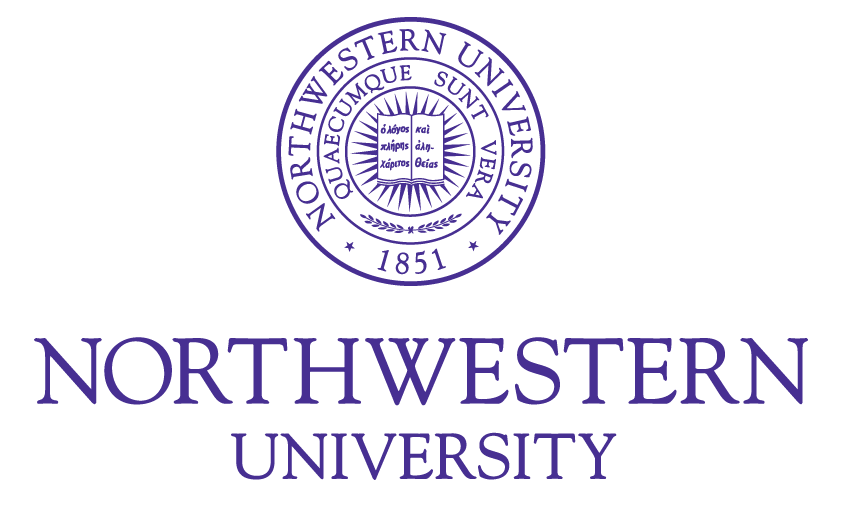 NORTHWESTERN UNIVERSITY
QUAECUMQUE SUNT VERA
ὁ λόγος
πλήρης
χάριτος
καὶ
ἀλη-
θείας
1851
NORTHWESTERN
UNIVERSITY